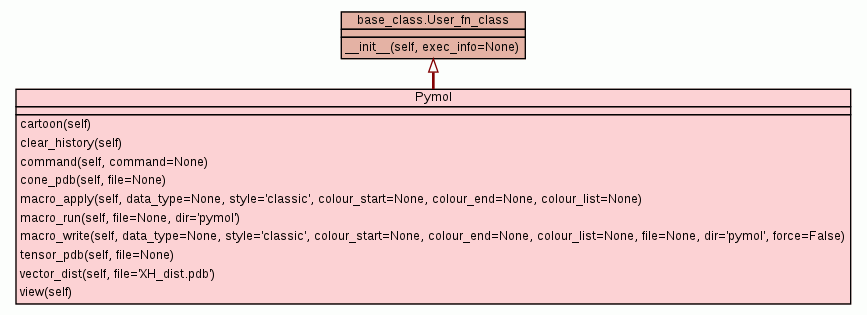 base_class.User_fn_class
__init__(self, exec_info=None)
Pymol
cartoon(self)
clear_history(self)
command(self, command=None)
cone_pdb(self, file=None)
macro_apply(self, data_type=None, style='classic', colour_start=None, colour_end=None, colour_list=None)
macro_run(self, file=None, dir='pymol')
macro_write(self, data_type=None, style='classic', colour_start=None, colour_end=None, colour_list=None, file=None, dir='pymol', force=False)
tensor_pdb(self, file=None)
vector_dist(self, file='XH_dist.pdb')
view(self)